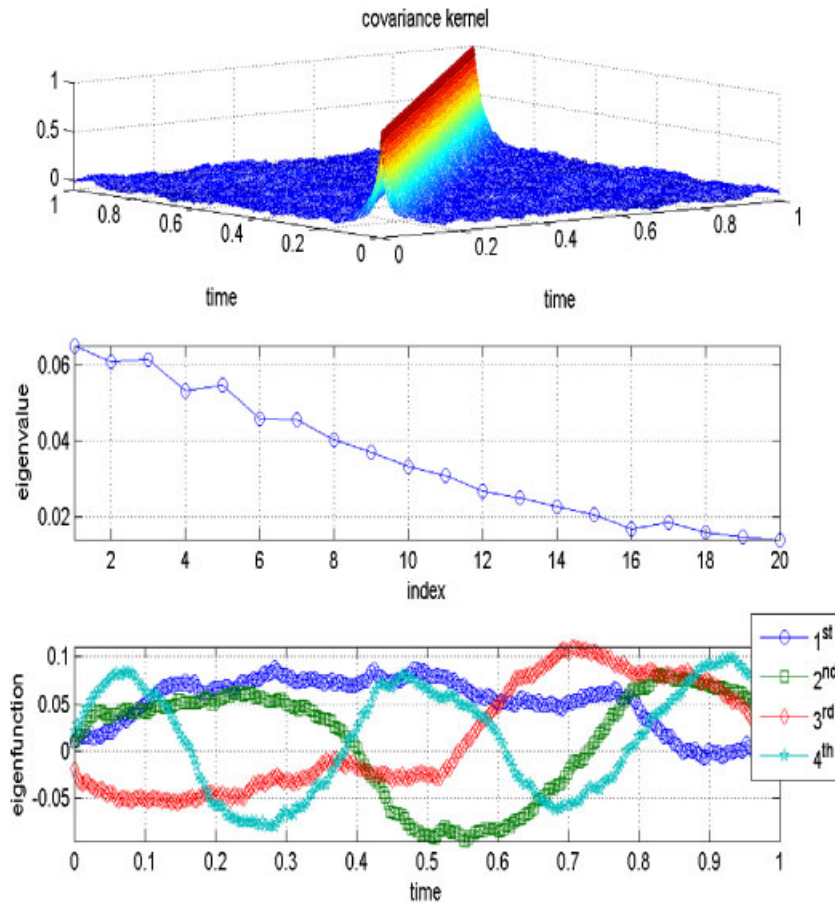 covariance kernel
1
0.5
0
1
0.8
0.6
0.4
0.2
0
0
0.2
0.4
0.6
0.8
1
time
time
0.06
0.04
0.02
eigenvalue
2 4 6 8 10 12 14 16 18 20
index
0.1
0.05
0
-0.05
eigenfunction
0 0.1 0.2 0.3 0.4 0.5 0.6 0.7 0.8 0.9 1
time
1st
2nd
3rd
4th